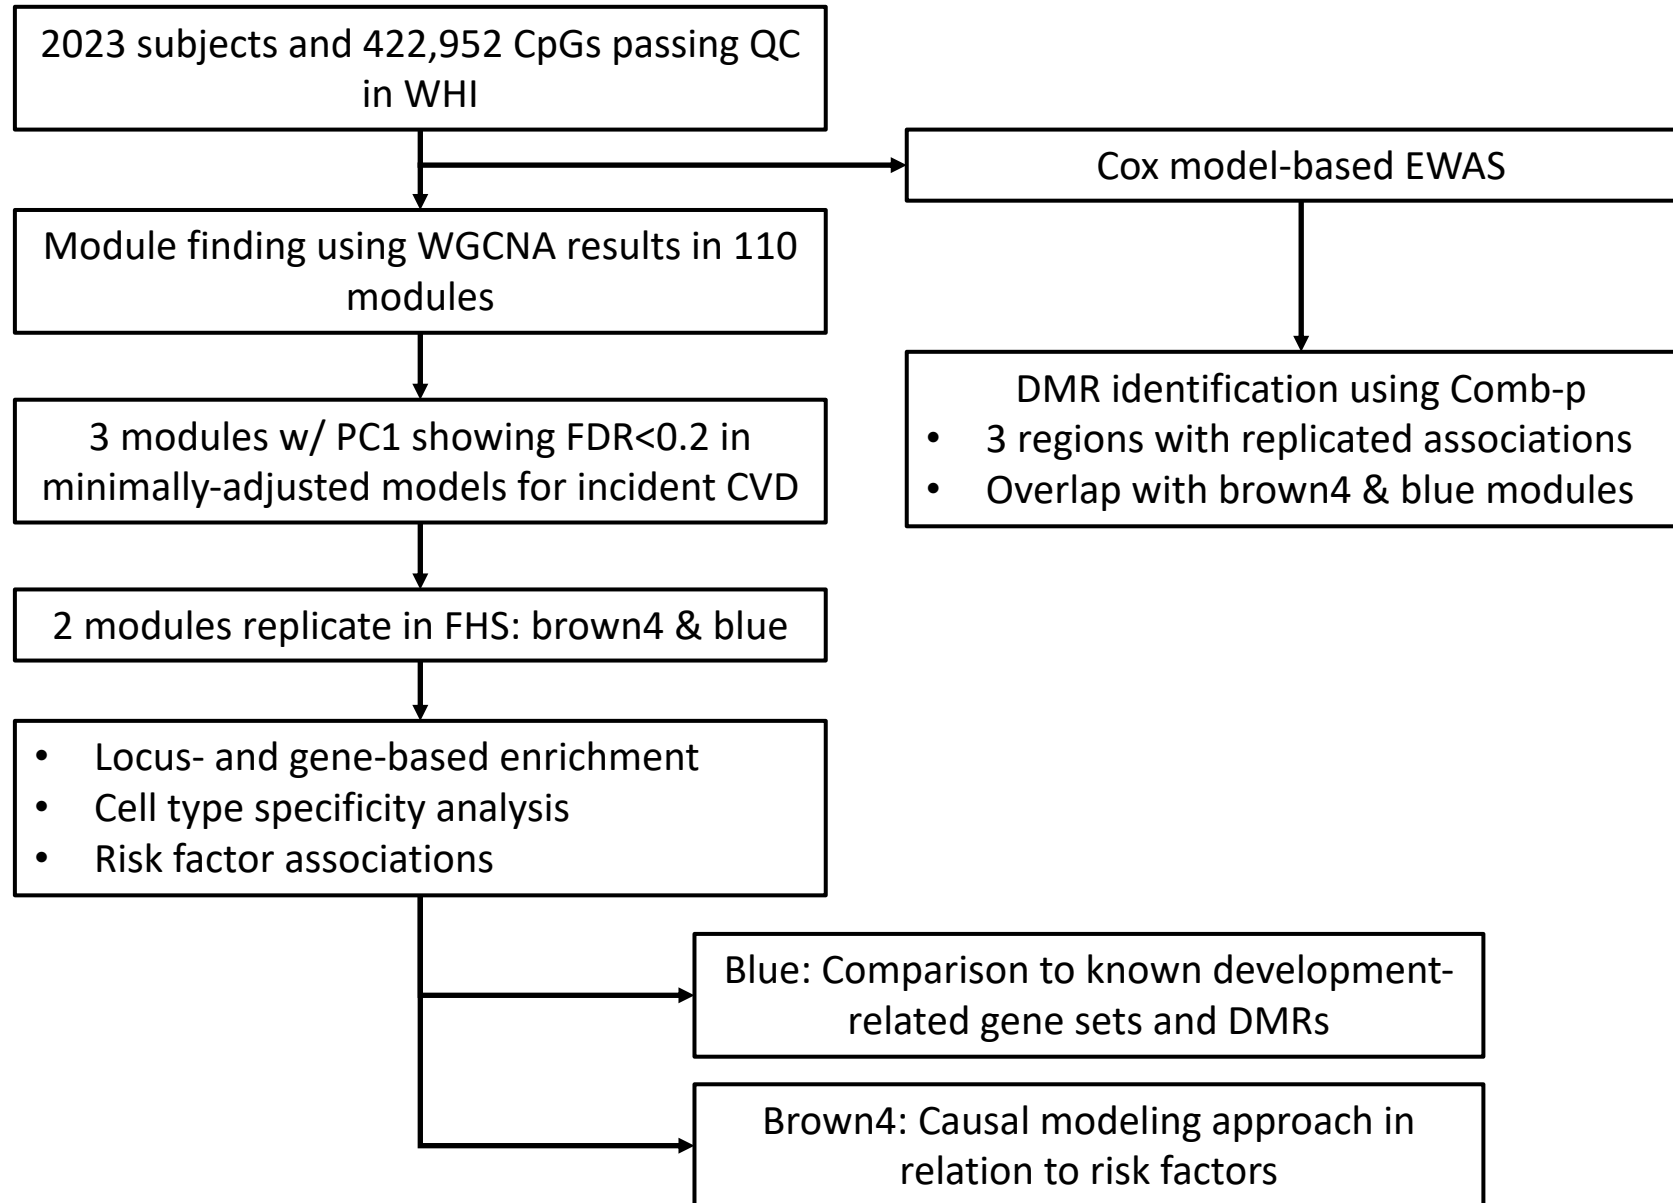 2023 subjects and 422,952 CpGs passing QC
in WHI
Cox model-based EWAS
Module finding using WGCNA results in 110
modules
DMR identification using Comb-p
• 3 regions with replicated associations
• Overlap with brown4 & blue modules
3 modules w/ PC1 showing FDR<0.2 in
minimally-adjusted models for incident CVD
2 modules replicate in FHS: brown4 & blue
• Locus- and gene-based enrichment
• Cell type specificity analysis
• Risk factor associations
Blue: Comparison to known development-
related gene sets and DMRs
Brown4: Causal modeling approach in
relation to risk factors